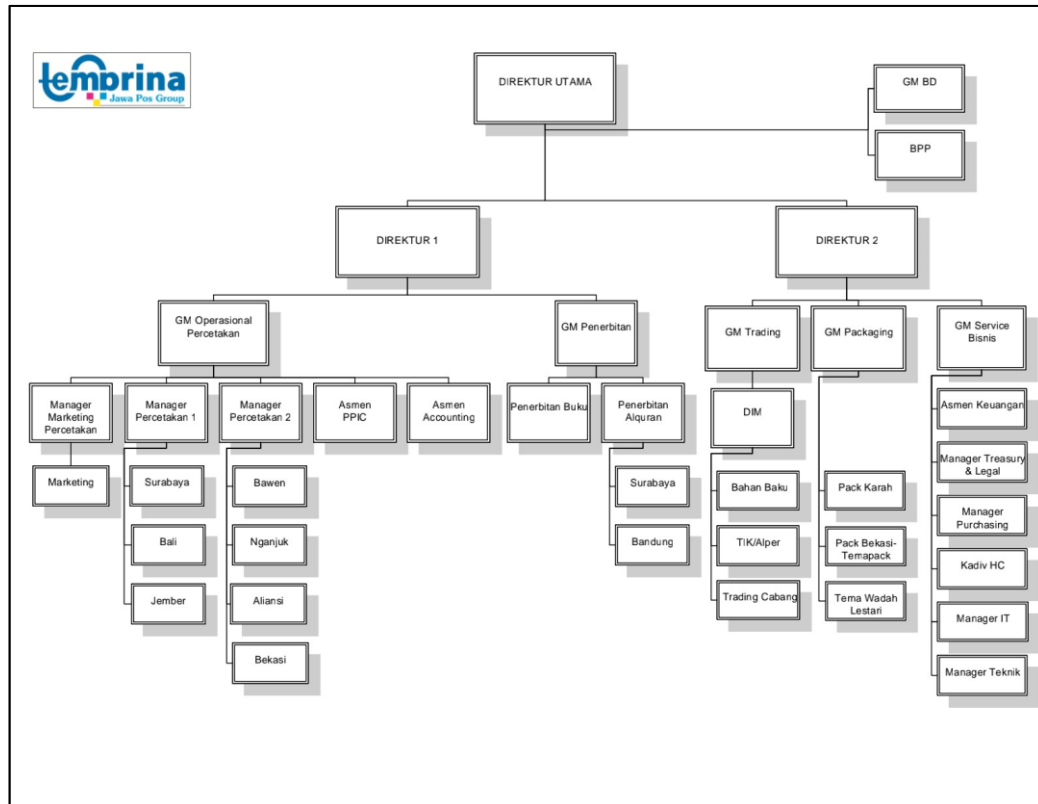 temprina
Jawa Pos Group
DIREKTUR UTAMA
GM BD
BPP
DIREKTUR 1
DIREKTUR 2
GM Operasional
Percetakan
GM Penerbitan
GM Trading
GM Packaging
GM Service
Bisnis
Manager
Marketing
Percetakan
Manager
Percetakan 1
Manager
Percetakan 2
Asmen
PPIC
Asmen
Accounting
Penerbitan Buku
Penerbitan
Alquran
DIM
Asmen Keuangan
Manager Treasury
& Legal
Manager
Purchasing
Kadiv HC
Manager IT
Manager Teknik
Marketing
Surabaya
Bali
Jember
Bawen
Nganjuk
Aliansi
Bekasi
Surabaya
Bandung
Bahan Baku
TIK/Alper
Trading Cabang
Pack Karah
Pack Bekasi-
Temapack
Tema Wadah
Lestari